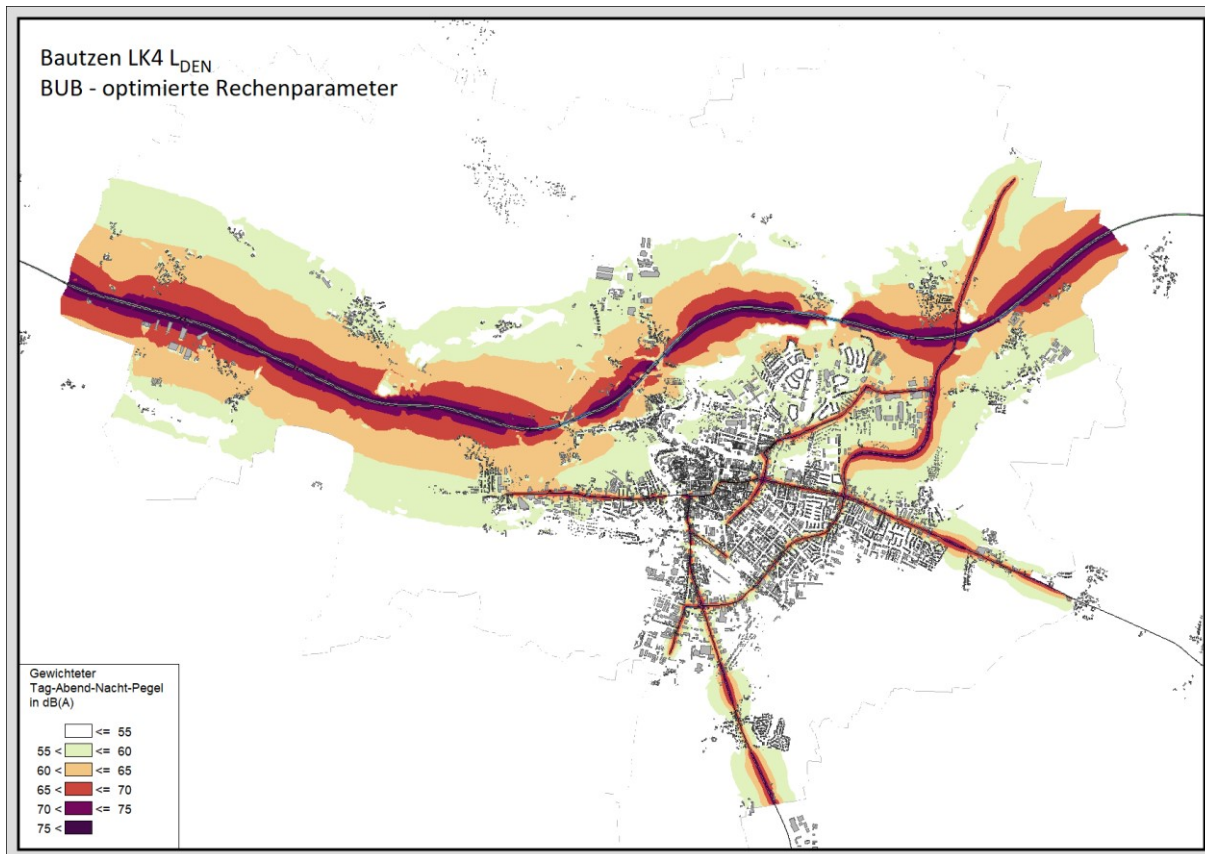 Bautzen LK4 L_DEN
BUB - optimierte Rechenparameter
Gewichteter
Tag-Abend-Nacht-Pegel
in dB(A)
<= 55
55 < <= 60
60 < <= 65
65 < <= 70
70 < <= 75
75 <